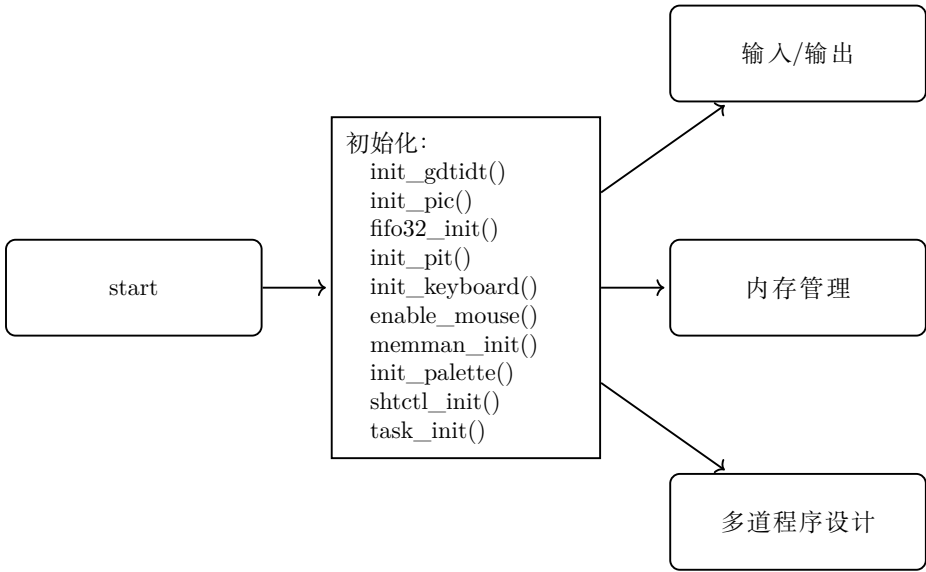 start
初始化:
init_gdtidt()
init_pic()
fifo32_init()
init_pit()
init_keyboard()
enable_mouse()
memman_init()
init_palette()
shtctl_init()
task_init()
输入/输出
内存管理
多道程序设计